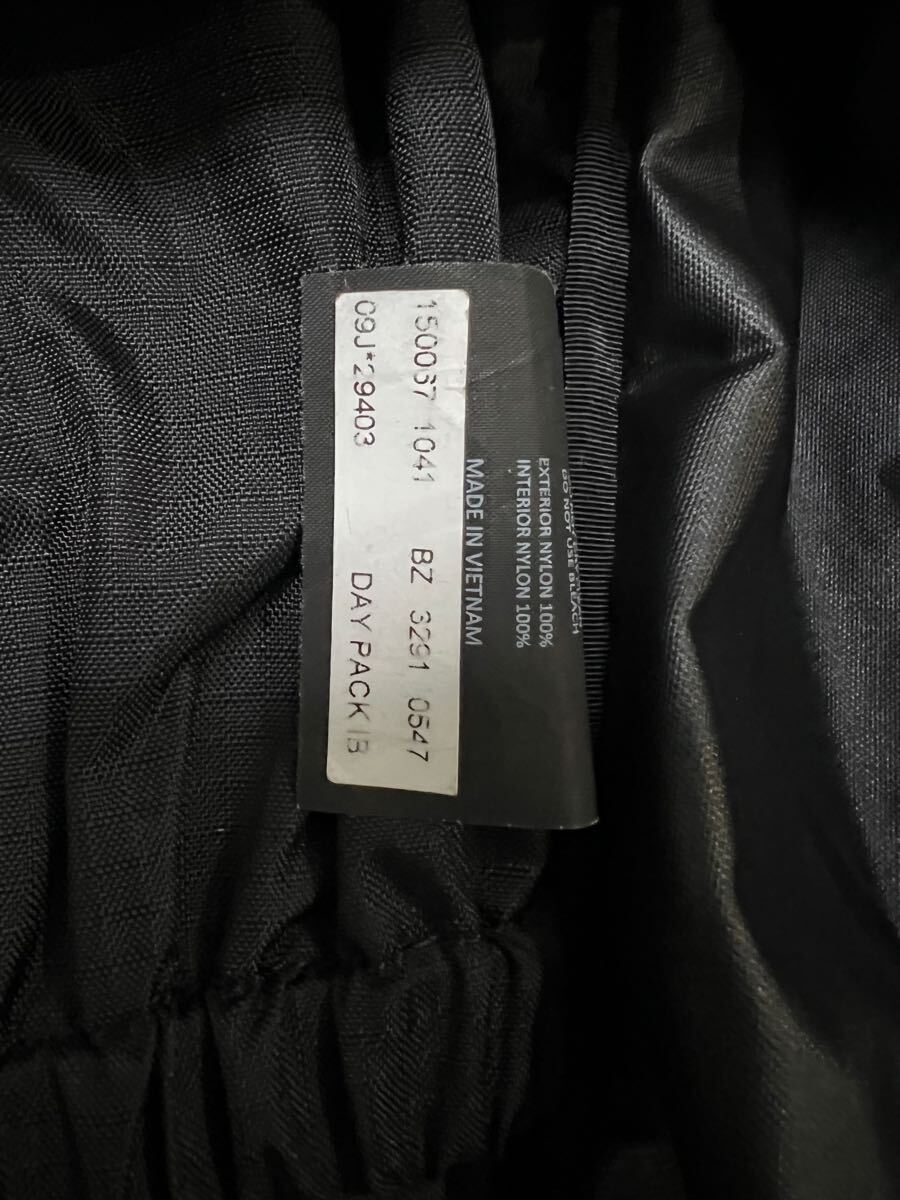 DO NOT USE BLEACH
EXTERIOR NYLON 100%
INTERIOR NYLON 100%
MADE IN VIETNAM
150067 1041 BZ 3291 0547
09J*29403 DAY PACK IB